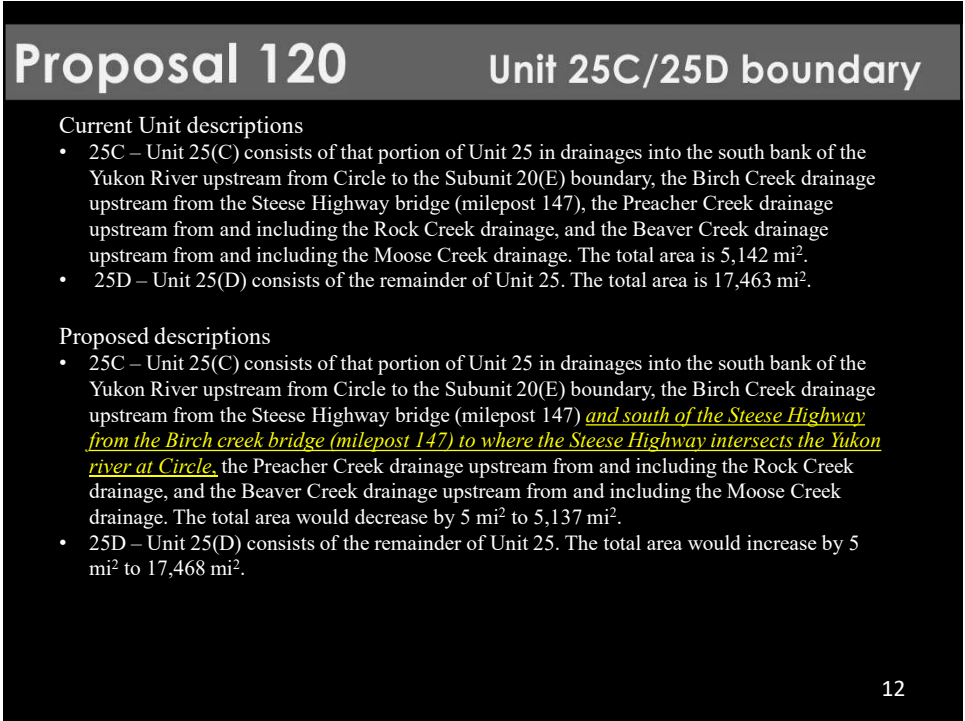 Proposal 120
Unit 25C/25D boundary
Current Unit descriptions
• 25C – Unit 25(C) consists of that portion of Unit 25 in drainages into the south bank of the
Yukon River upstream from Circle to the Subunit 20(E) boundary, the Birch Creek drainage
upstream from the Steese Highway bridge (milepost 147), the Preacher Creek drainage
upstream from and including the Rock Creek drainage, and the Beaver Creek drainage
upstream from and including the Moose Creek drainage. The total area is 5,142 mi².
• 25D – Unit 25(D) consists of the remainder of Unit 25. The total area is 17,463 mi².
Proposed descriptions
• 25C – Unit 25(C) consists of that portion of Unit 25 in drainages into the south bank of the
Yukon River upstream from Circle to the Subunit 20(E) boundary, the Birch Creek drainage
upstream from the Steese Highway bridge (milepost 147) and south of the Steese Highway
from the Birch creek bridge (milepost 147) to where the Steese Highway intersects the Yukon
river at Circle, the Preacher Creek drainage upstream from and including the Rock Creek
drainage, and the Beaver Creek drainage upstream from and including the Moose Creek
drainage. The total area would decrease by 5 mi² to 5,137 mi².
• 25D – Unit 25(D) consists of the remainder of Unit 25. The total area would increase by 5
mi² to 17,468 mi².
12